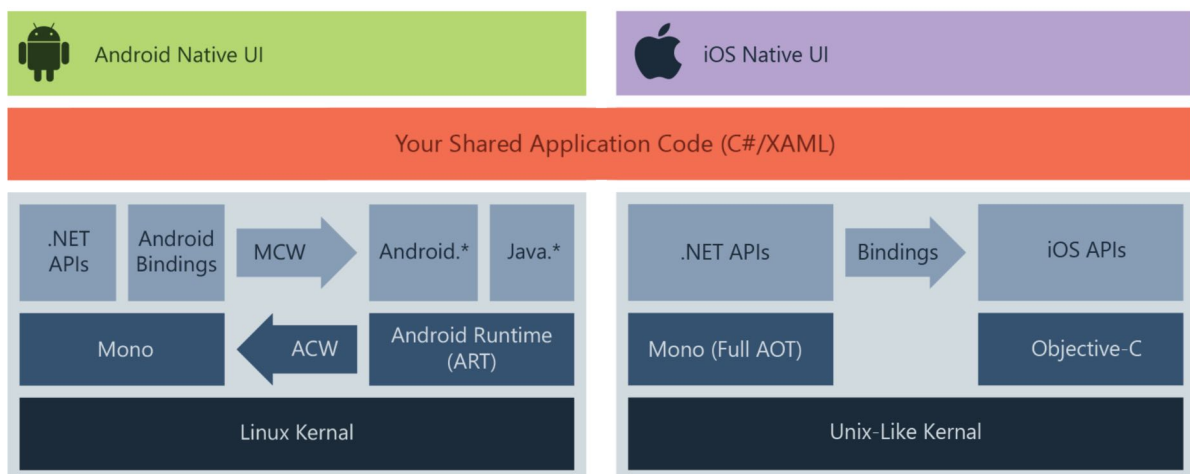 Android Native UI
iOS Native UI
Your Shared Application Code (C#/XAML)
.NET
APIs
Android
Bindings
MCW
Android.*
Java.*
Mono
ACW
Android Runtime
(ART)
Linux Kernel
.NET APIs
Bindings
iOS APIs
Mono (Full AOT)
Objective-C
Unix-Like Kernal